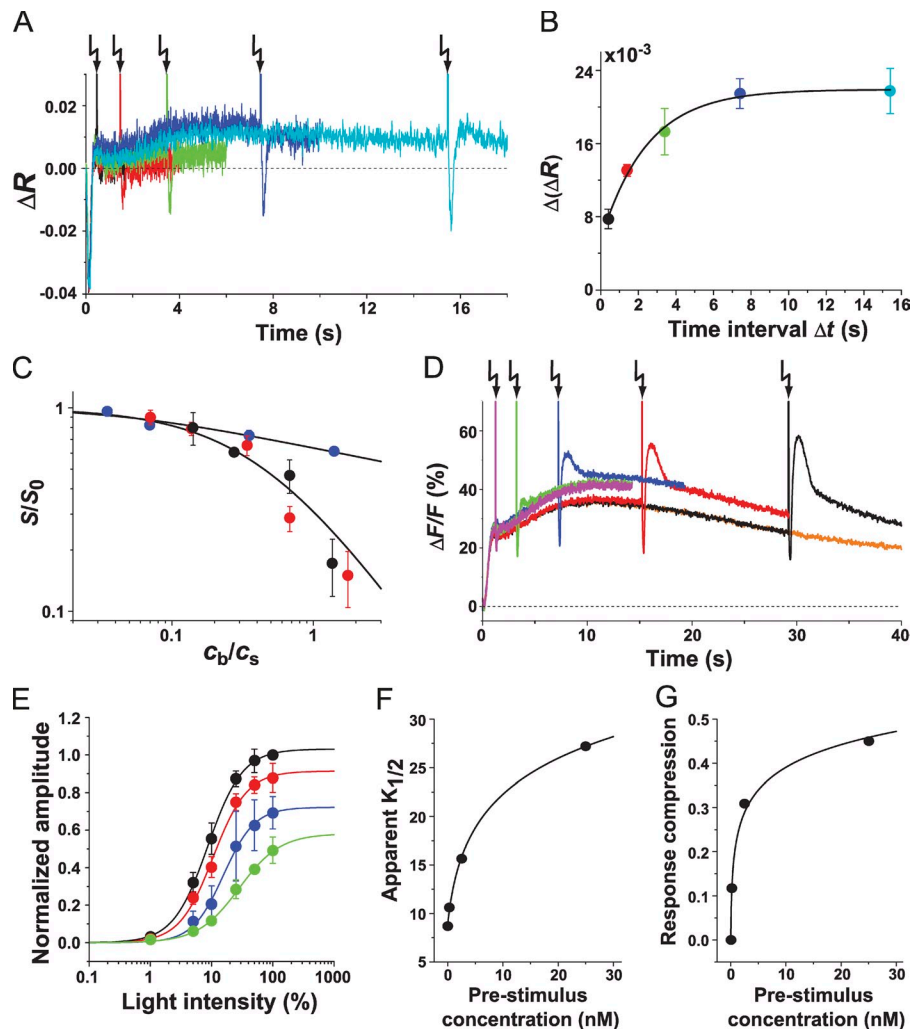 A
0.02
0.00
-0.02
-0.04
ΔR
0 4 8 12 16
Time (s)
B
x10-3
24
16
8
0
Δ(ΔR)
0 2 4 6 8 10 12 14 16
Time interval Δt (s)
C
1
0.1
S/S0
0.1 1
cb/cs
D
60
40
20
0
ΔF/F (%)
0 10 20 30 40
Time (s)
E
1.2
1.0
0.8
0.6
0.4
0.2
0.0
Normalized amplitude
0.1 1 10 100 1000
Light intensity (%)
F
30
25
20
15
10
5
Apparent K1/2
0 10 20 30
Pre-stimulus
concentration (nM)
G
0.5
0.4
0.3
0.2
0.1
0.0
Response compression
0 10 20 30
Pre-stimulus
concentration (nM)